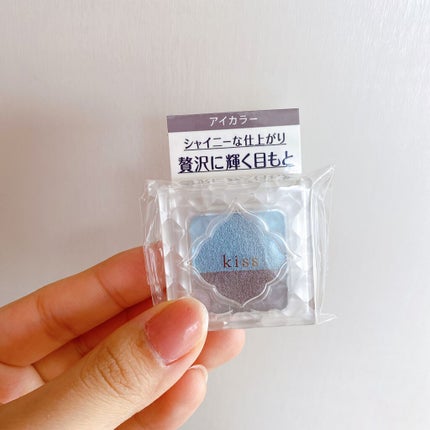 アイカラー
シャイニーな仕上がり
贅沢に輝く目もと
kiss